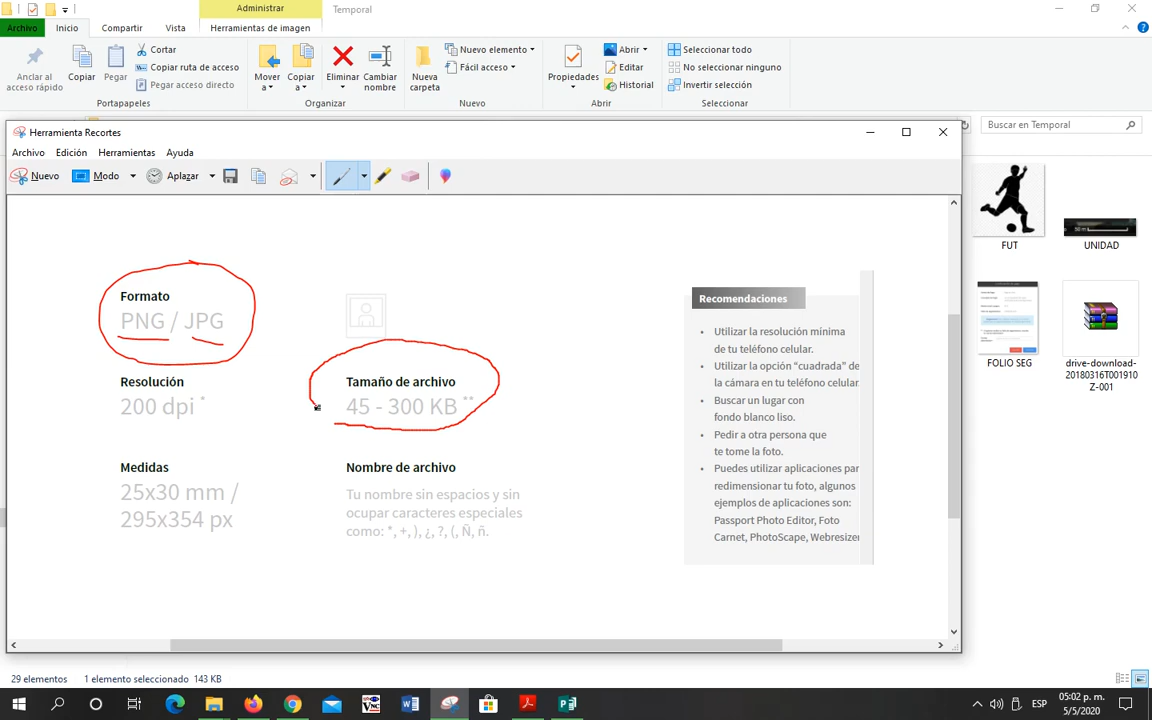 Administrar
Temporal
Archivo
Inicio
Compartir
Vista
Herramientas de imagen
Anclar al
acceso rápido
Copiar
Pegar
Cortar
Copiar ruta de acceso
Pegar acceso directo
Portapapeles
Mover
a
Copiar
a
Eliminar
Cambiar
nombre
Organizar
Nueva
carpeta
Nuevo elemento
Fácil acceso
Nuevo
Propiedades
Abrir
Editar
Historial
Abrir
Seleccionar todo
No seleccionar ninguno
Invertir selección
Seleccionar
Buscar en Temporal
Herramienta Recortes
Archivo Edición Herramientas Ayuda
Nuevo Modo Aplazar
Formato
PNG / JPG
Resolución
200 dpi *
Medidas
25x30 mm /
295x354 px
Tamaño de archivo
45 - 300 KB **
Nombre de archivo
Tu nombre sin espacios y sin
ocupar caracteres especiales
como: *, +, ), ¿, ?, (, Ñ, ñ.
Recomendaciones
• Utilizar la resolución mínima
de tu teléfono celular.
• Utilizar la opción “cuadrada” de
la cámara en tu teléfono celular.
• Buscar un lugar con
fondo blanco liso.
• Pedir a otra persona que
te tome la foto.
• Puedes utilizar aplicaciones par
redimensionar tu foto, algunos
ejemplos de aplicaciones son:
Passport Photo Editor, Foto
Carnet, PhotoScape, Webresizer
FUT
50 m
UNIDAD
FOLIO SEG
drive-download-
20180316T001910
Z-001
29 elementos
1 elemento seleccionado 143 KB
ESP
05:02 p. m.
5/5/2020